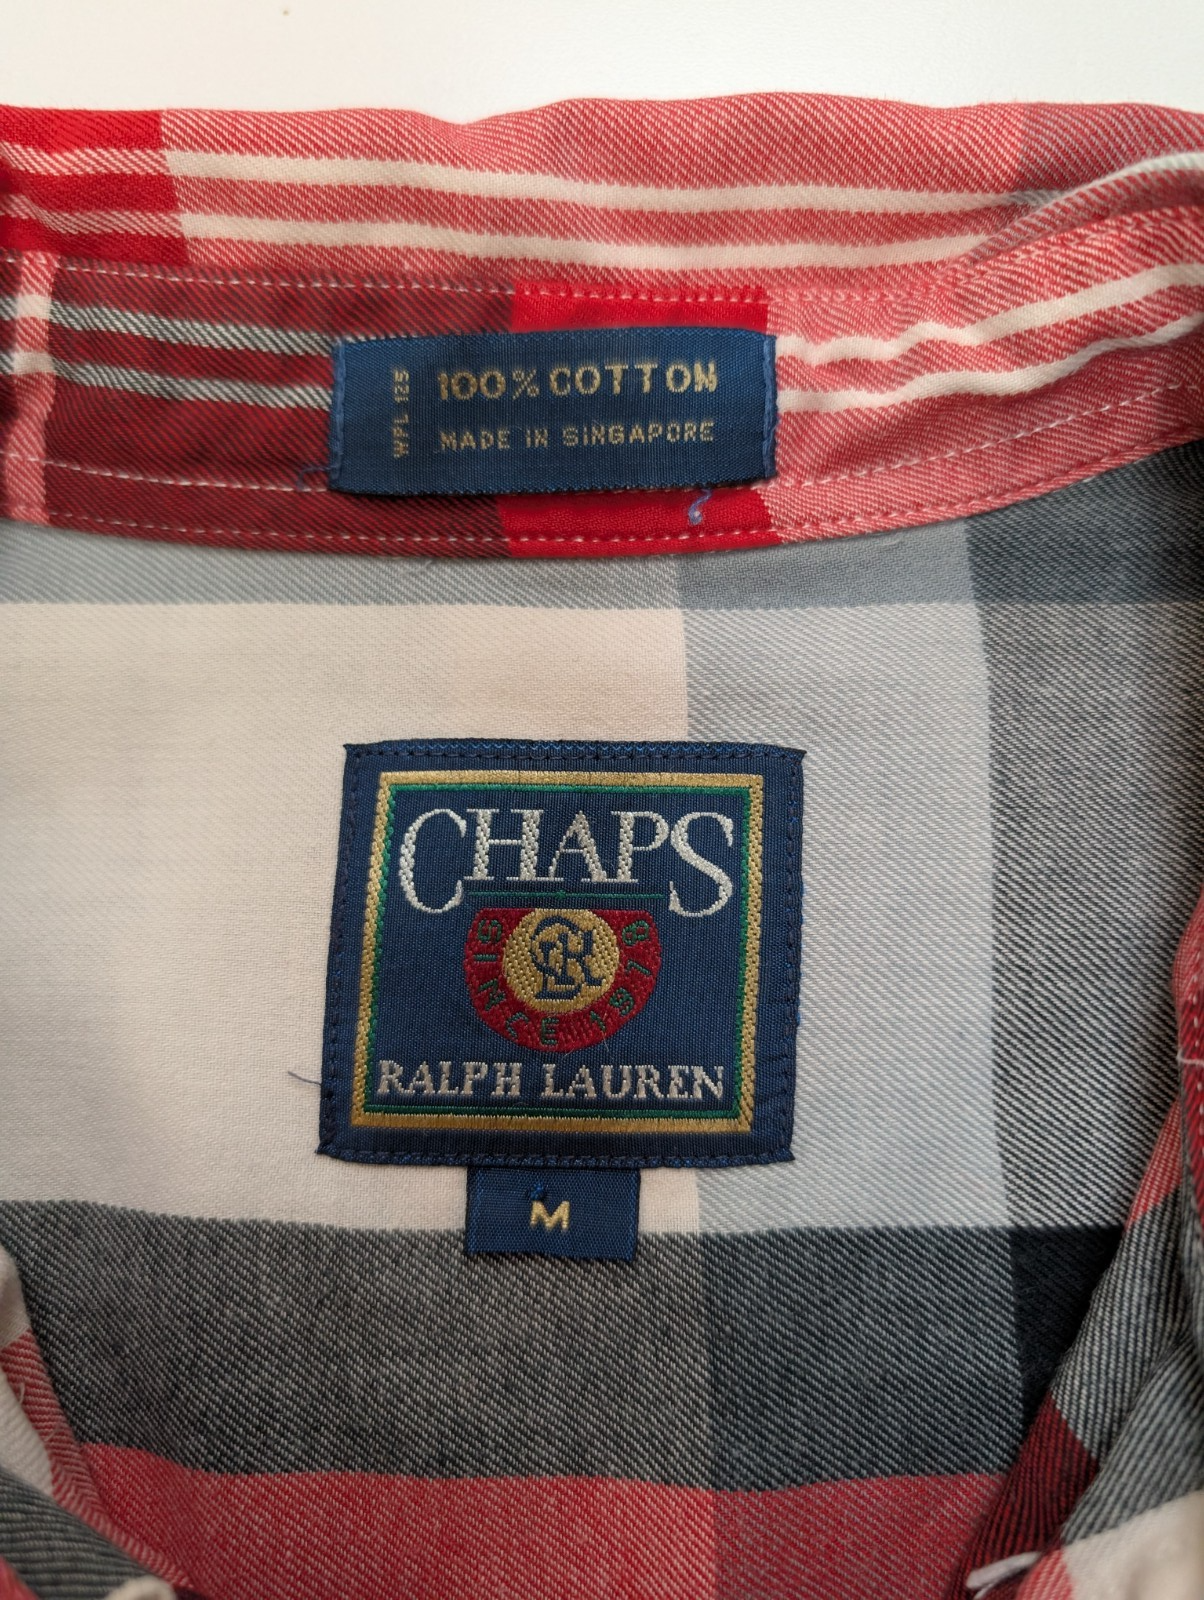 WPL 125
100% COTTON
MADE IN SINGAPORE
CHAPS
SINCE 1978
RALPH LAUREN
M